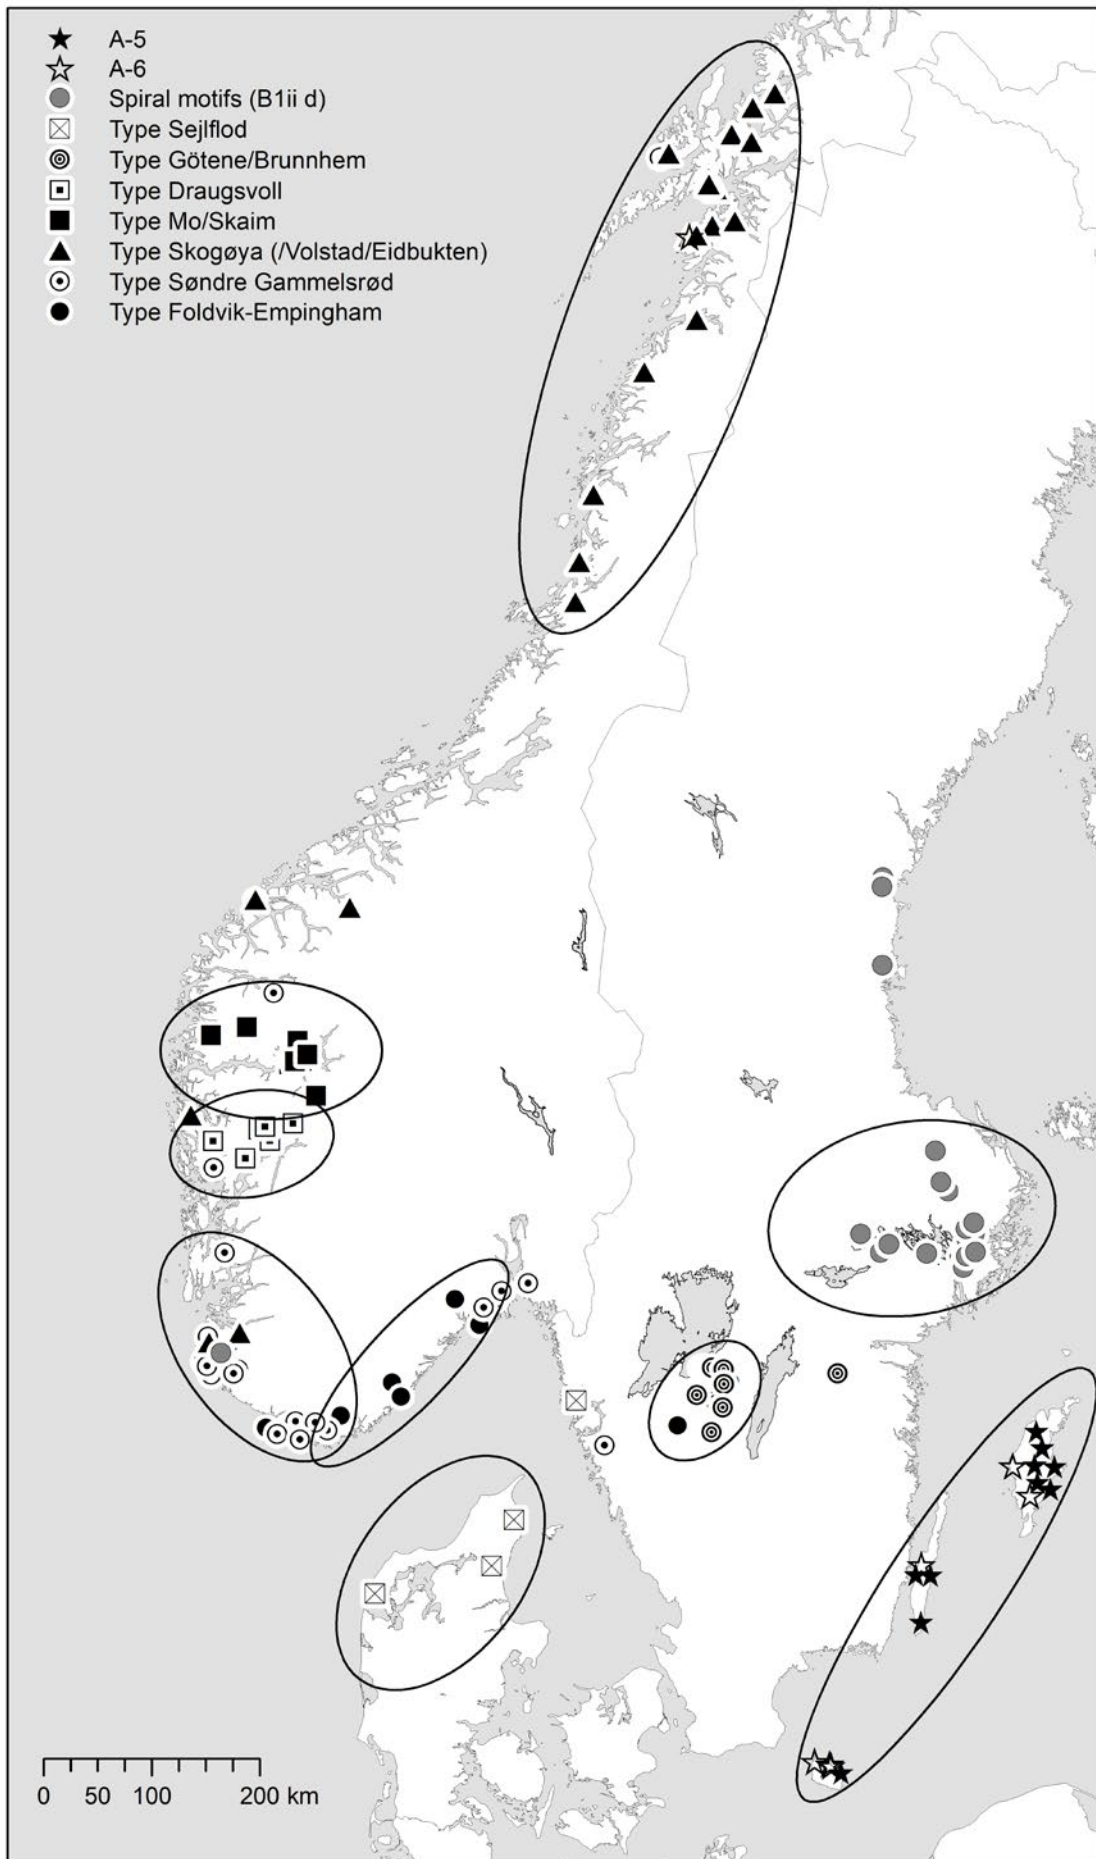 A-5
A-6
Spiral motifs (B1ii d)
Type Sejlflod
Type Götene/Brunnhem
Type Draugsvoll
Type Mo/Skaim
Type Skogøya (/Volstad/Eidbukten)
Type Søndre Gammelsrød
Type Foldvik-Empingham
0 50 100 200 km